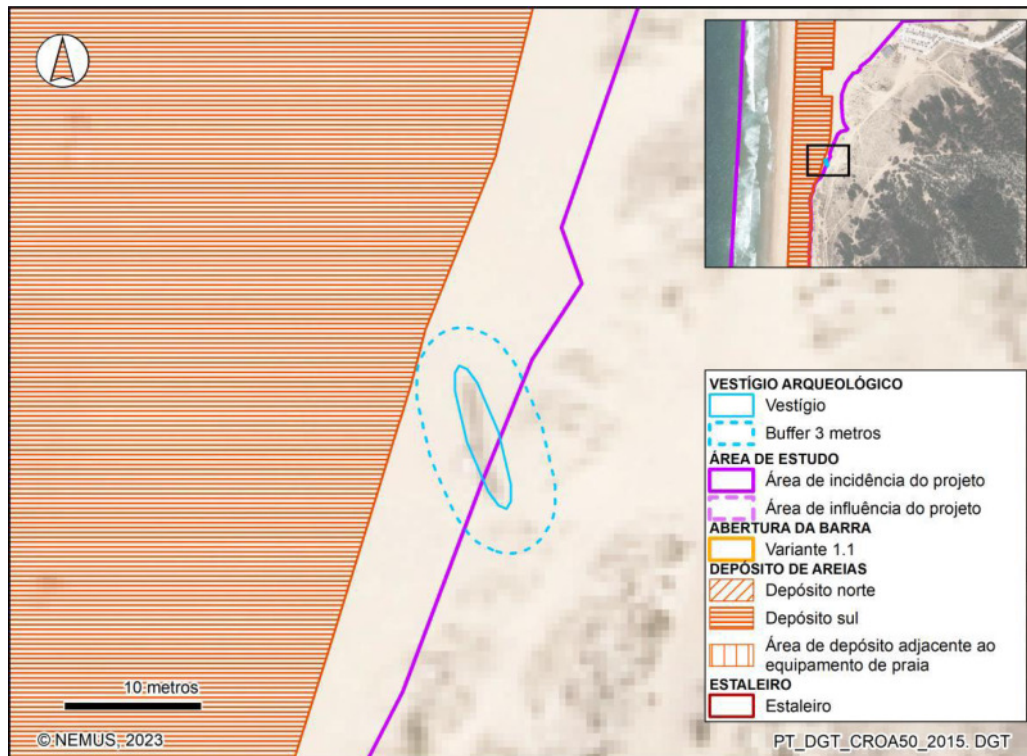 VESTÍGIO ARQUEOLÓGICO
Vestígio
Buffer 3 metros
ÁREA DE ESTUDO
Área de incidência do projeto
Área de influência do projeto
ABERTURA DA BARRA
Variante 1.1
DEPÓSITO DE AREIAS
Depósito norte
Depósito sul
Área de depósito adjacente ao
equipamento de praia
ESTALEIRO
Estaleiro
10 metros
© NEMUS, 2023
PT_DGT_CROA50_2015. DGT